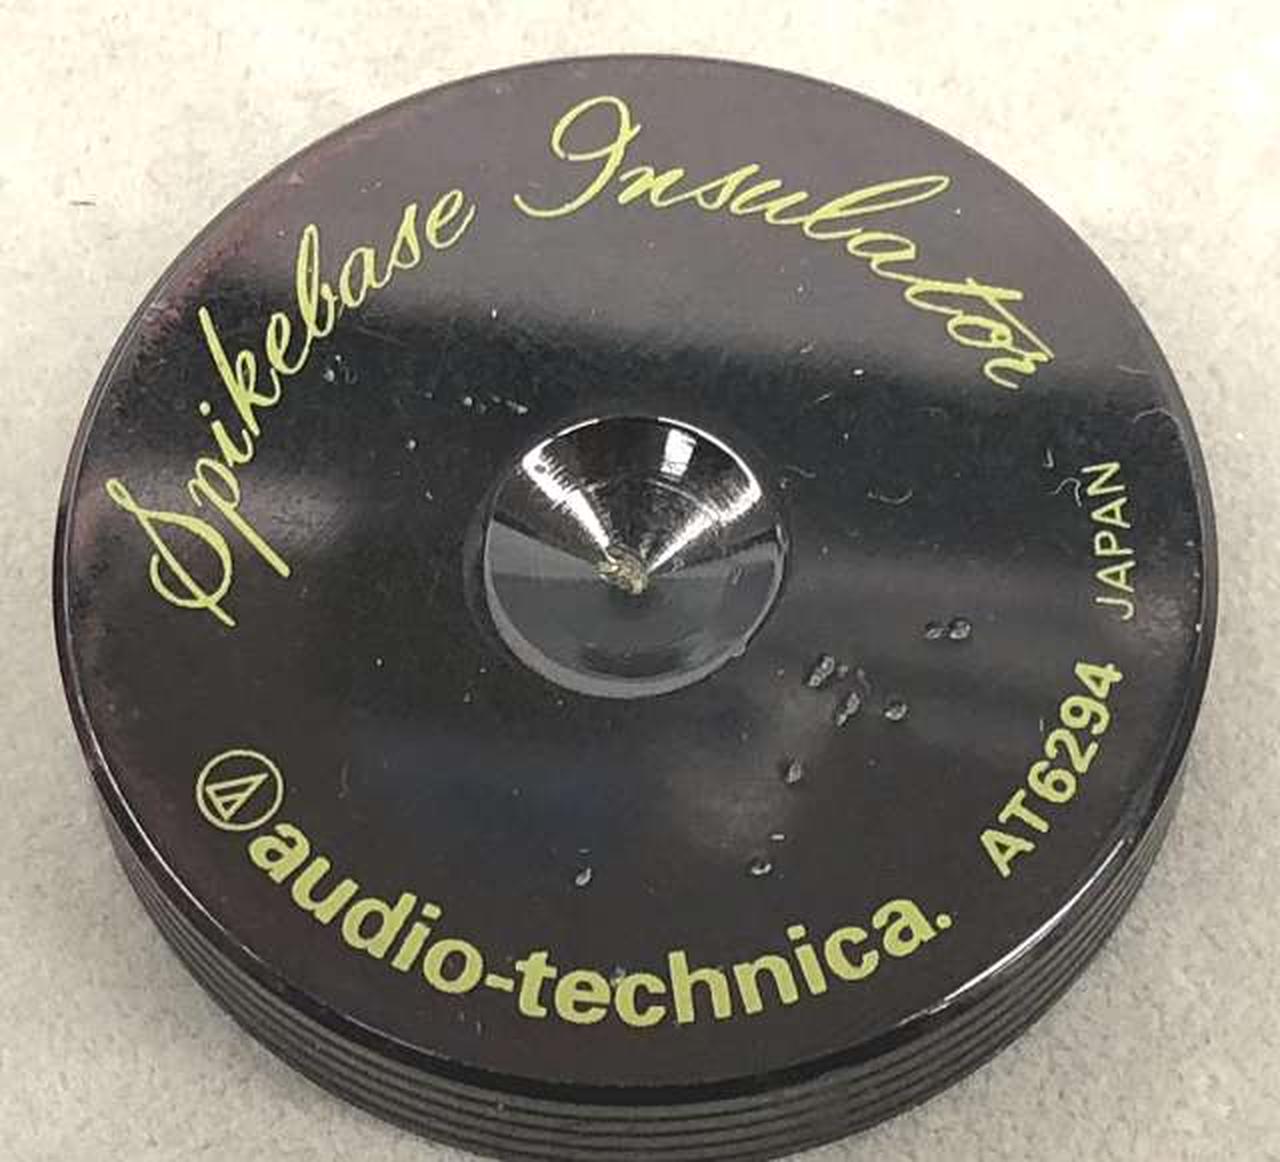 Spikebase Insulator
audio-technica.
AT6294
JAPAN